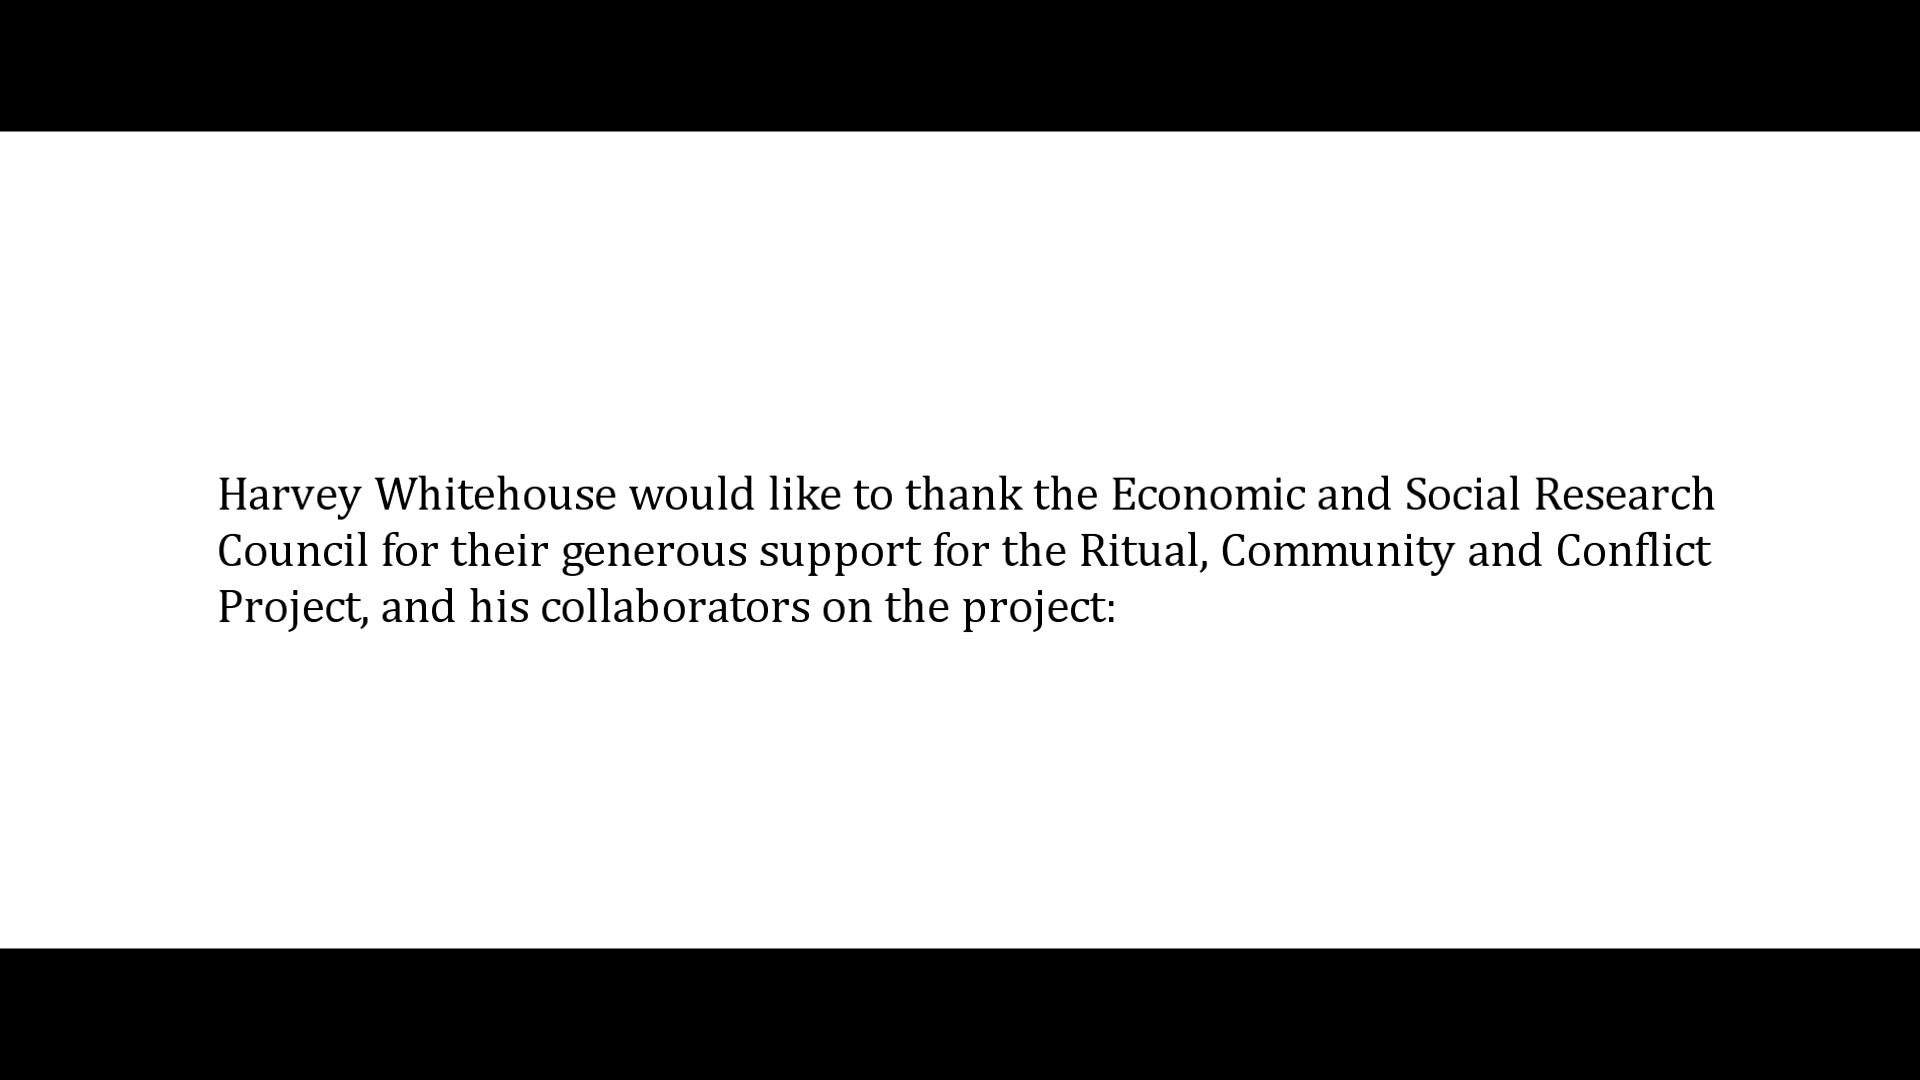 Harvey Whitehouse would like to thank the Economic and Social Research
Council for their generous support for the Ritual, Community and Conflict
Project, and his collaborators on the project: